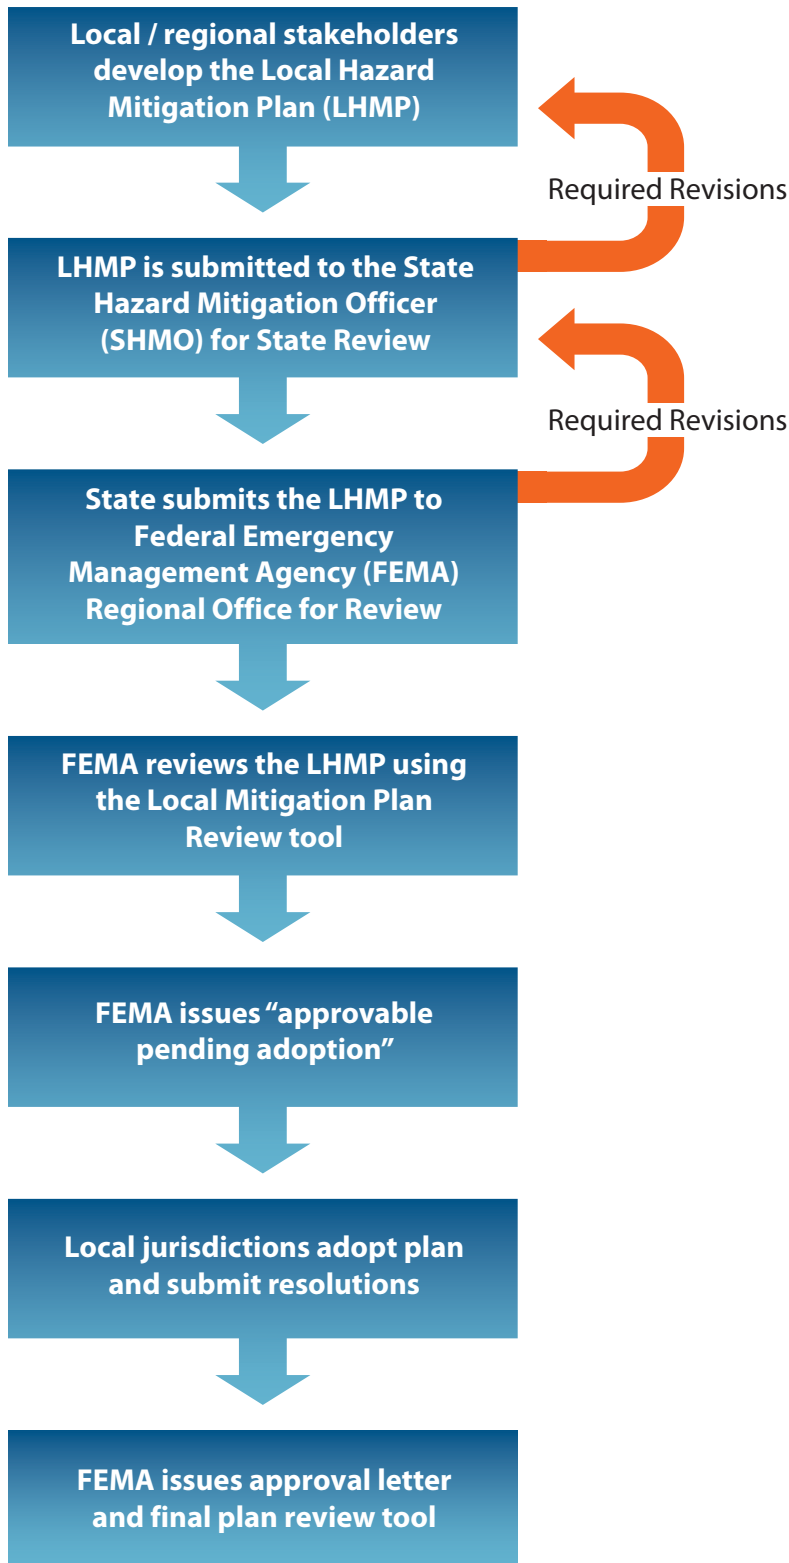 Local / regional stakeholders
develop the Local Hazard
Mitigation Plan (LHMP)
Required Revisions
LHMP is submitted to the State
Hazard Mitigation Officer
(SHMO) for State Review
Required Revisions
State submits the LHMP to
Federal Emergency
Management Agency (FEMA)
Regional Office for Review
FEMA reviews the LHMP using
the Local Mitigation Plan
Review tool
FEMA issues “approvable
pending adoption”
Local jurisdictions adopt plan
and submit resolutions
FEMA issues approval letter
and final plan review tool